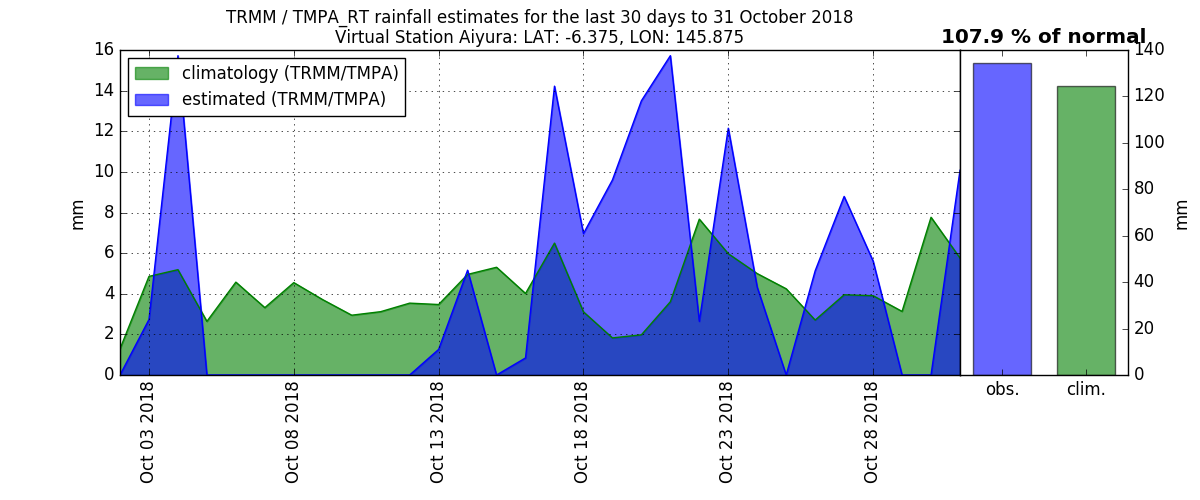 TRMM / TMPA_RT rainfall estimates for the last 30 days to 31 October 2018
Virtual Station Aiyura: LAT: -6.375, LON: 145.875
107.9 % of normal
climatology (TRMM/TMPA)
estimated (TRMM/TMPA)
mm
16
14
12
10
8
6
4
2
0
Oct 03 2018
Oct 08 2018
Oct 13 2018
Oct 18 2018
Oct 23 2018
Oct 28 2018
140
120
100
80
60
40
20
0
mm
obs.
clim.